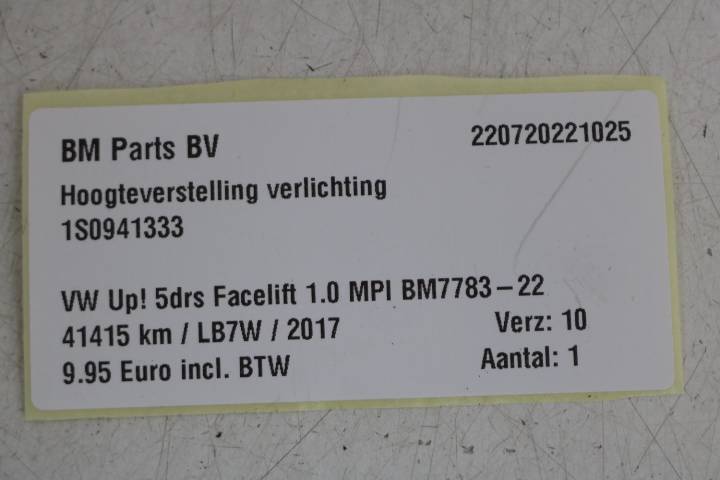 BM Parts BV 220720221025
Hoogteverstelling verlichting
1S0941333
VW Up! 5drs Facelift 1.0 MPI BM7783-22
41415 km / LB7W / 2017 Verz: 10
9.95 Euro incl. BTW Aantal: 1